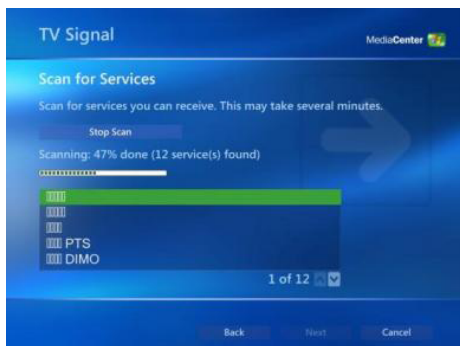 TV Signal
MediaCenter
Scan for Services
Scan for services you can receive. This may take several minutes.
Stop Scan
Scanning: 47% done (12 service(s) found)
PTS
DIMO
1 of 12
Back Next Cancel